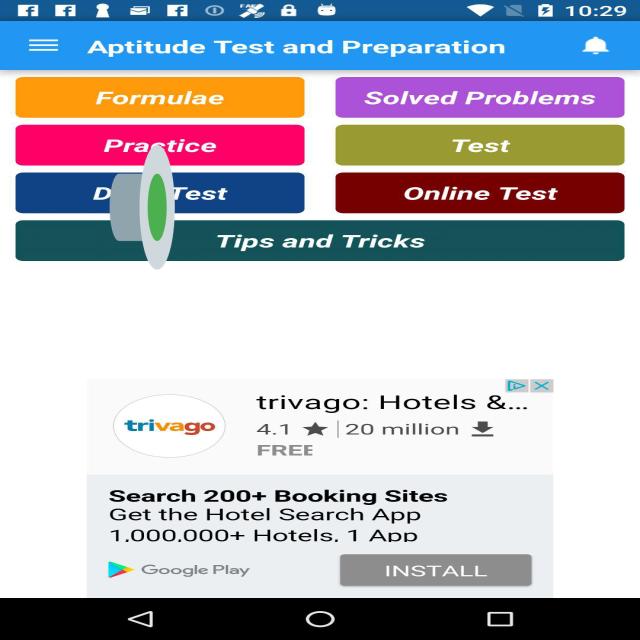 10:29
Aptitude Test and Preparation
Formulae
Solved Problems
Practice
Test
Test
Online Test
Tips and Tricks
trivago
trivago: Hotels &...
4.1 20 million
FREE
Search 200+ Booking Sites
Get the Hotel Search App
1,000,000+ Hotels, 1 App
Google Play
INSTALL